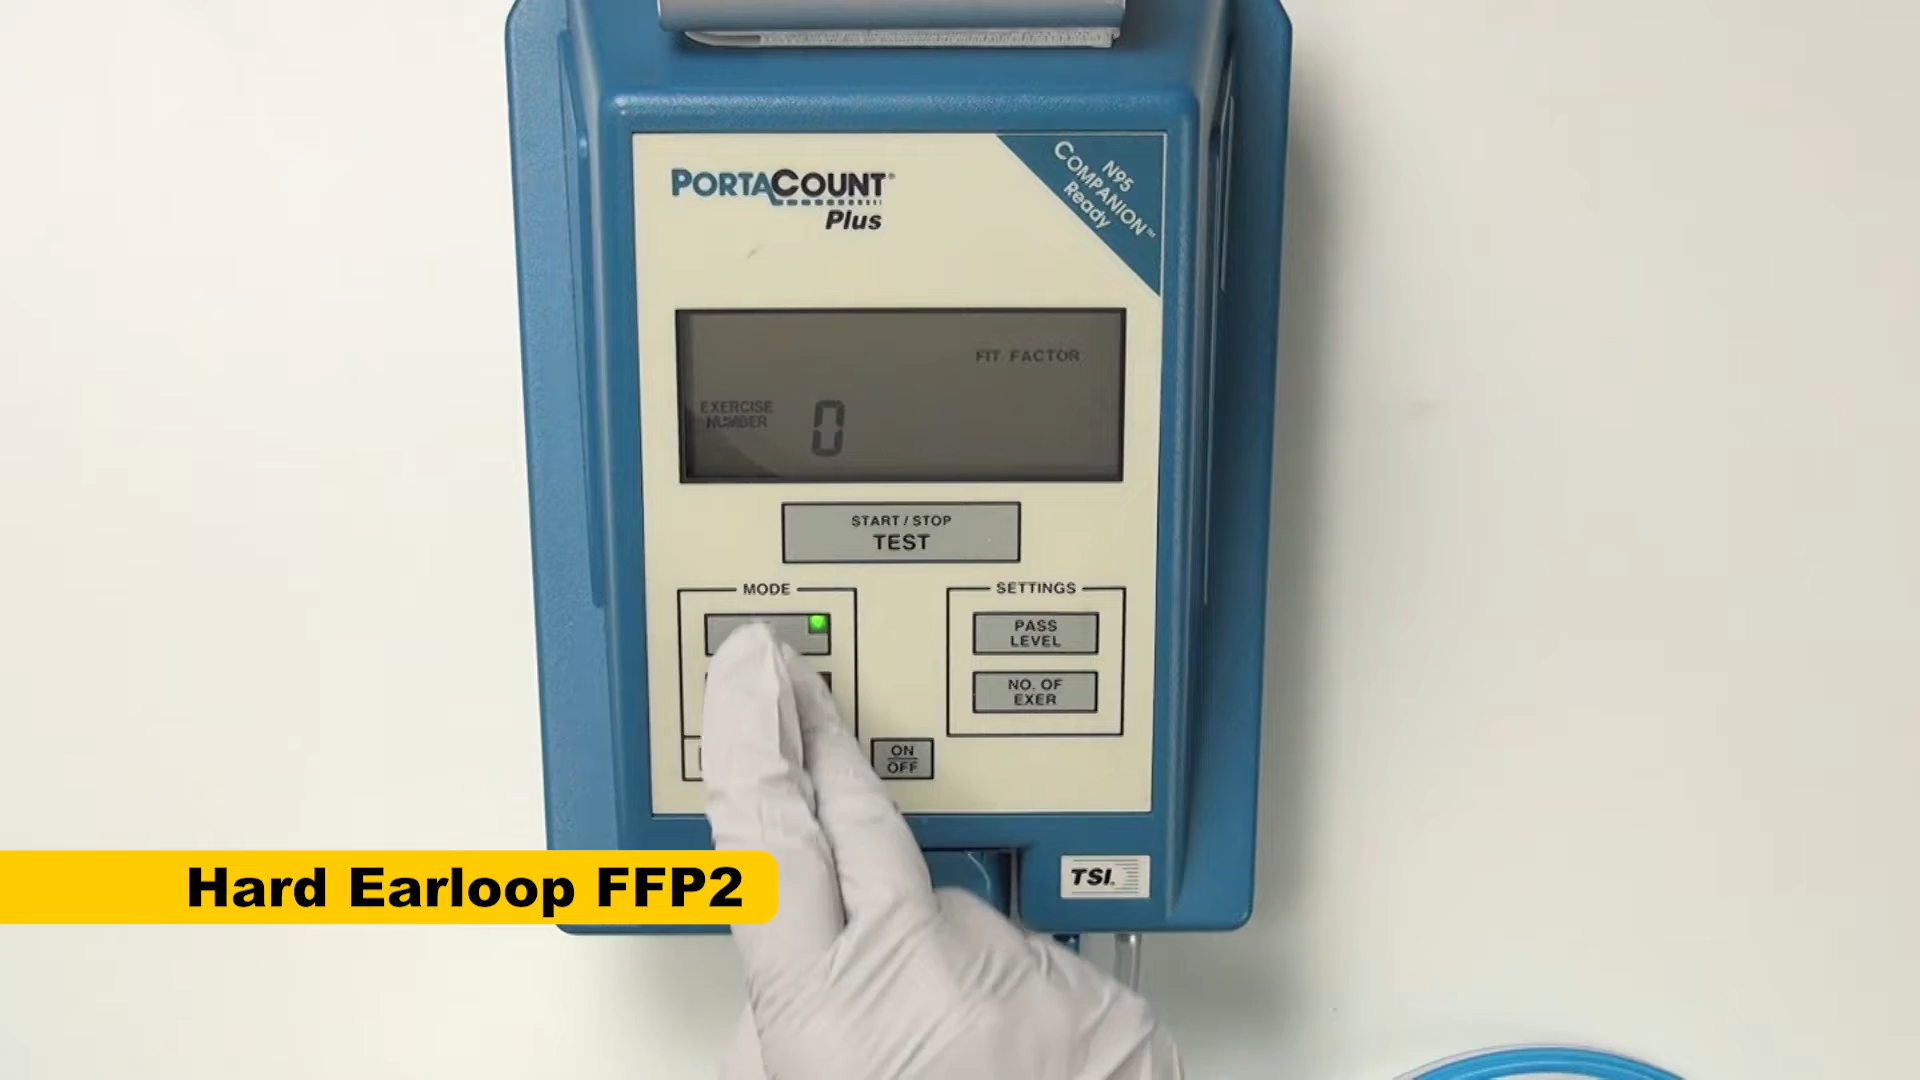 N95
COMPANION™
Ready
PORTACOUNT®
Plus
FIT FACTOR
EXERCISE
NUMBER
0
START / STOP
TEST
MODE
SETTINGS
PASS
LEVEL
NO. OF
EXER
ON
OFF
TSI
Hard Earloop FFP2